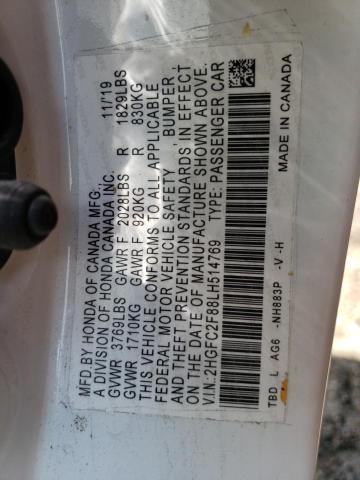 MFD.BY HONDA OF CANADA MFG., 11/19
A DIVISION OF HONDA CANADA INC.
GVWR 3769LBS GAWR F 2028LBS R 1829LBS
GVWR 1710KG GAWR F 920KG R 830KG
THIS VEHICLE CONFORMS TO ALL APPLICABLE
FEDERAL MOTOR VEHICLE SAFETY, BUMPER,
AND THEFT PREVENTION STANDARDS IN EFFECT
ON THE DATE OF MANUFACTURE SHOWN ABOVE.
V.I.N.:2HGFC2F88LH514769 TYPE: PASSENGER CAR
TBD L AG6 -NH883P -V-H MADE IN CANADA